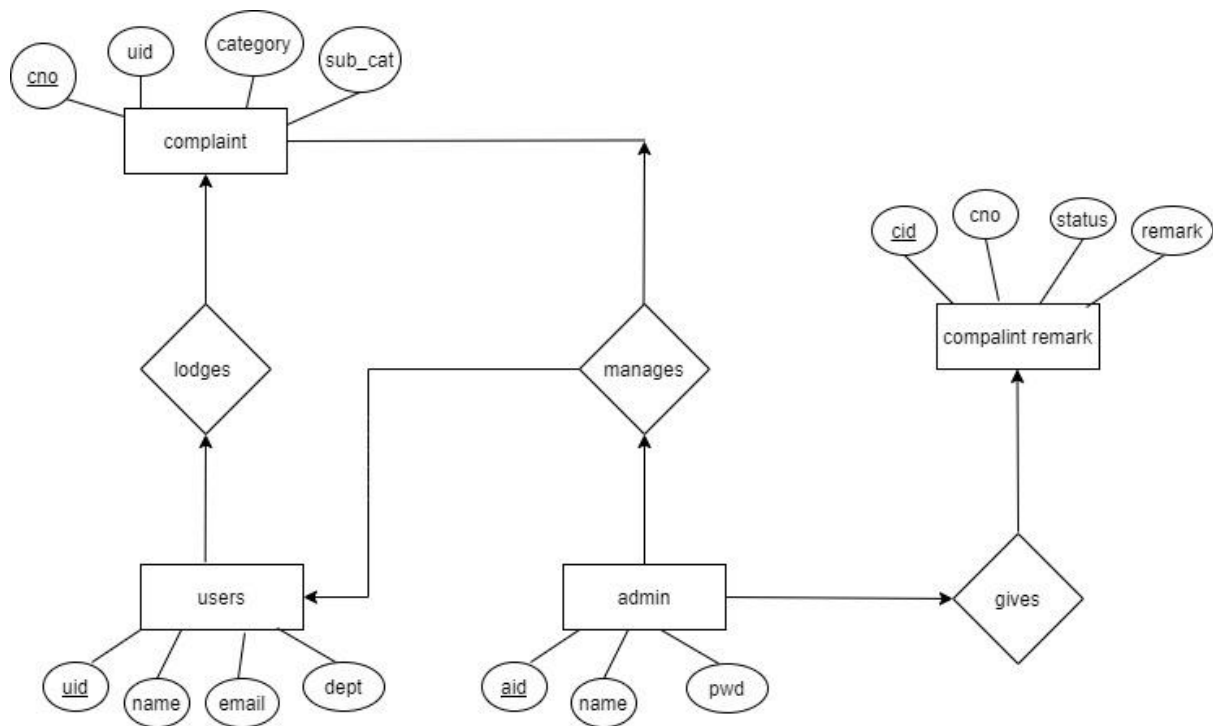 cno
uid
category
sub_cat
complaint
cid
cno
status
remark
compalint remark
lodges
manages
users
admin
gives
uid
name
email
dept
aid
name
pwd